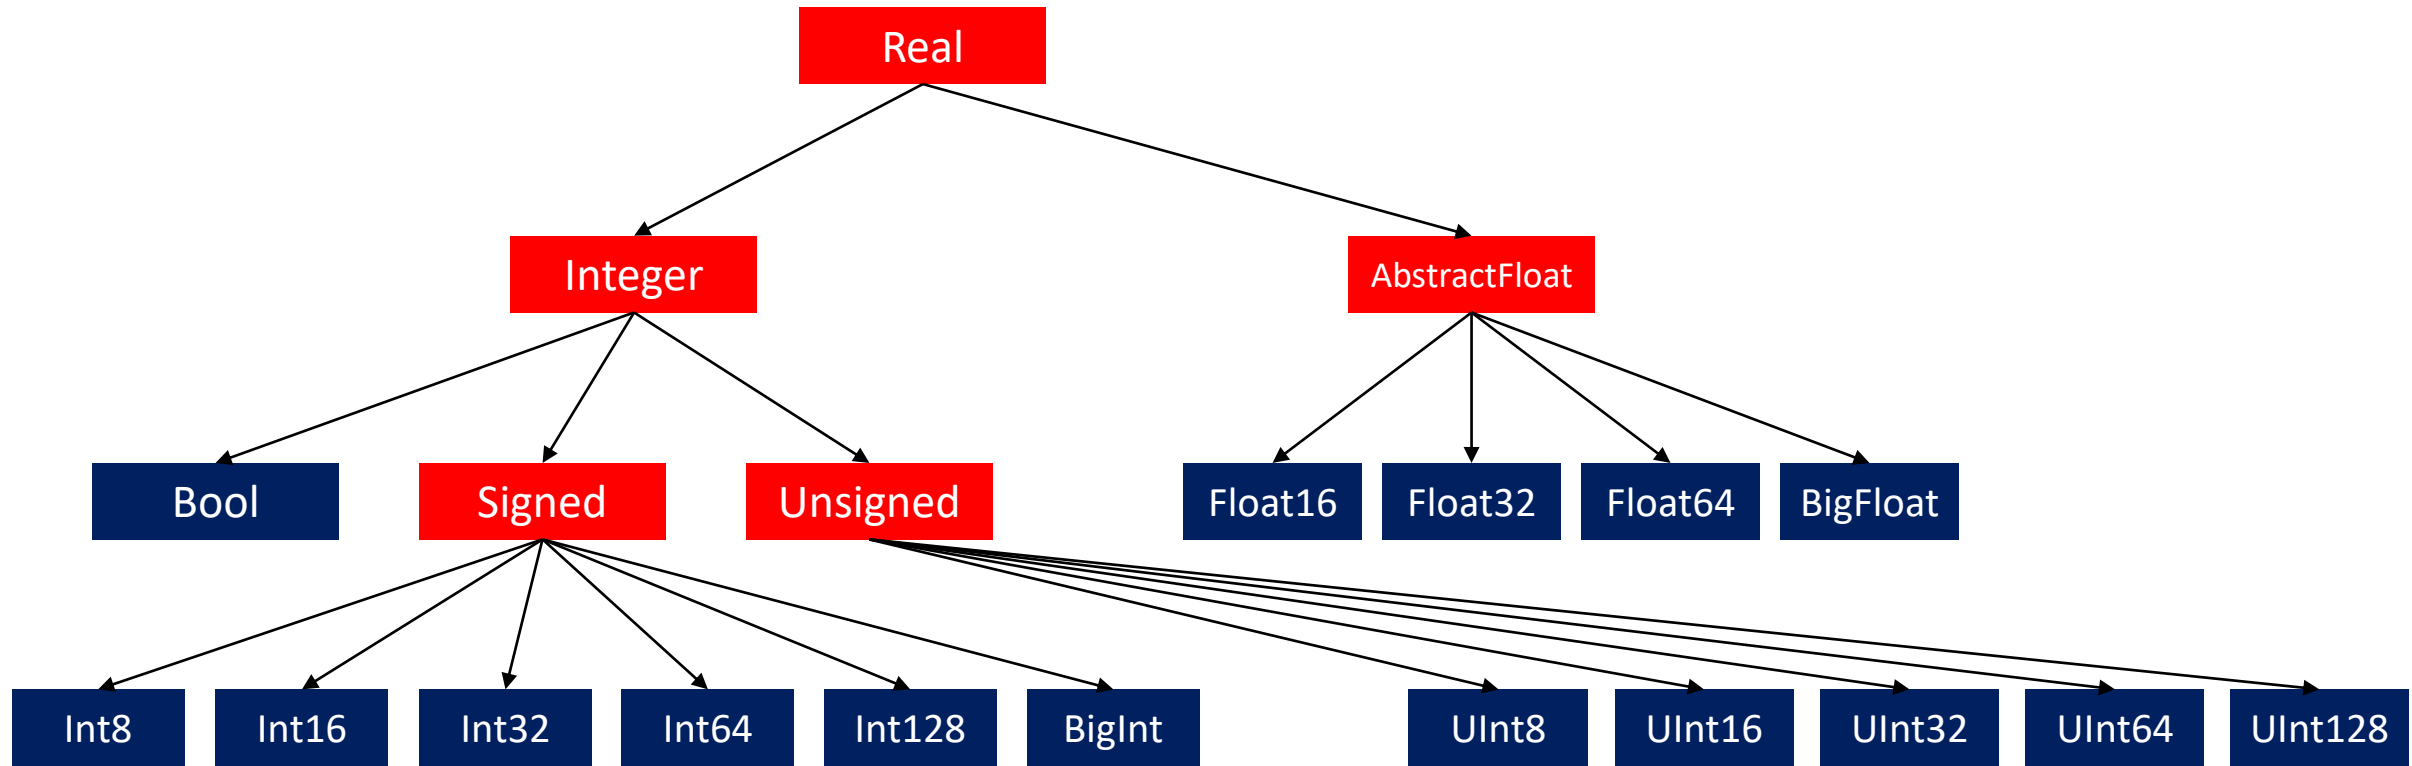 Real
Integer
AbstractFloat
Bool
Signed
Unsigned
Float16
Float32
Float64
BigFloat
Int8
Int16
Int32
Int64
Int128
BigInt
UInt8
UInt16
UInt32
UInt64
UInt128